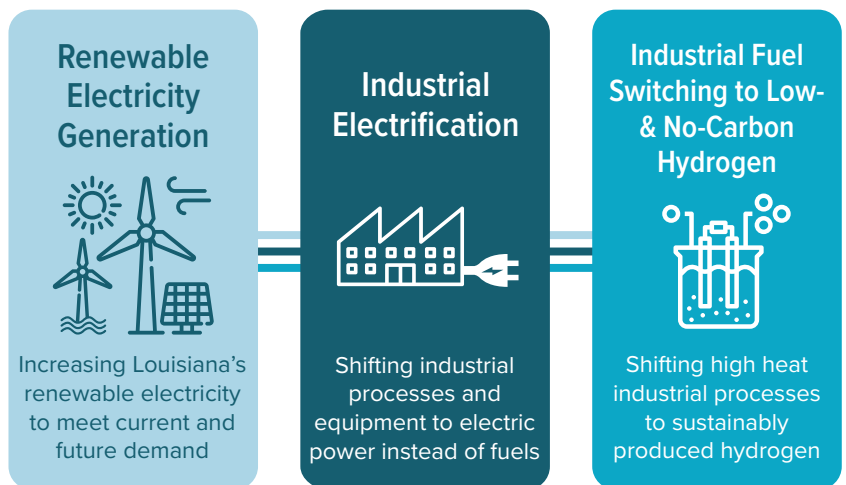 Renewable
Electricity
Generation
Increasing Louisiana's
renewable electricity
to meet current and
future demand
Industrial
Electrification
Shifting industrial
processes and
equipment to electric
power instead of fuels
Industrial Fuel
Switching to Low-
& No-Carbon
Hydrogen
Shifting high heat
industrial processes
to sustainably
produced hydrogen